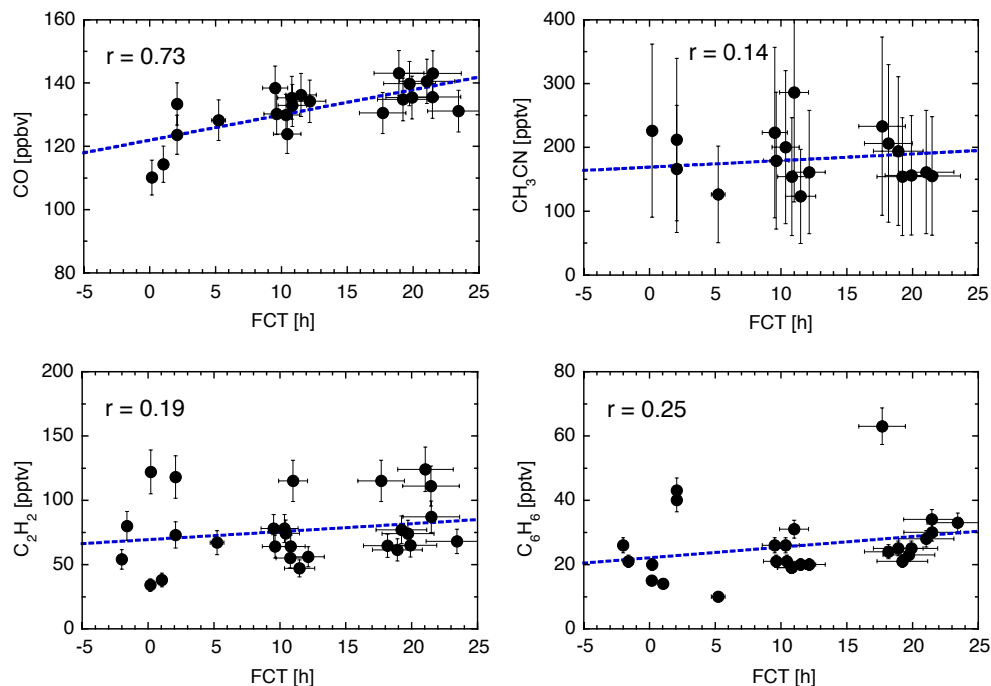 160
140
120
100
80
CO [ppbv]
r = 0.73
-5 0 5 10 15 20 25
FCT [h]
400
300
200
100
0
CH₃CN [pptv]
r = 0.14
-5 0 5 10 15 20 25
FCT [h]
200
150
100
50
0
C₂H₂ [pptv]
r = 0.19
-5 0 5 10 15 20 25
FCT [h]
80
60
40
20
0
C₆H₆ [pptv]
r = 0.25
-5 0 5 10 15 20 25
FCT [h]